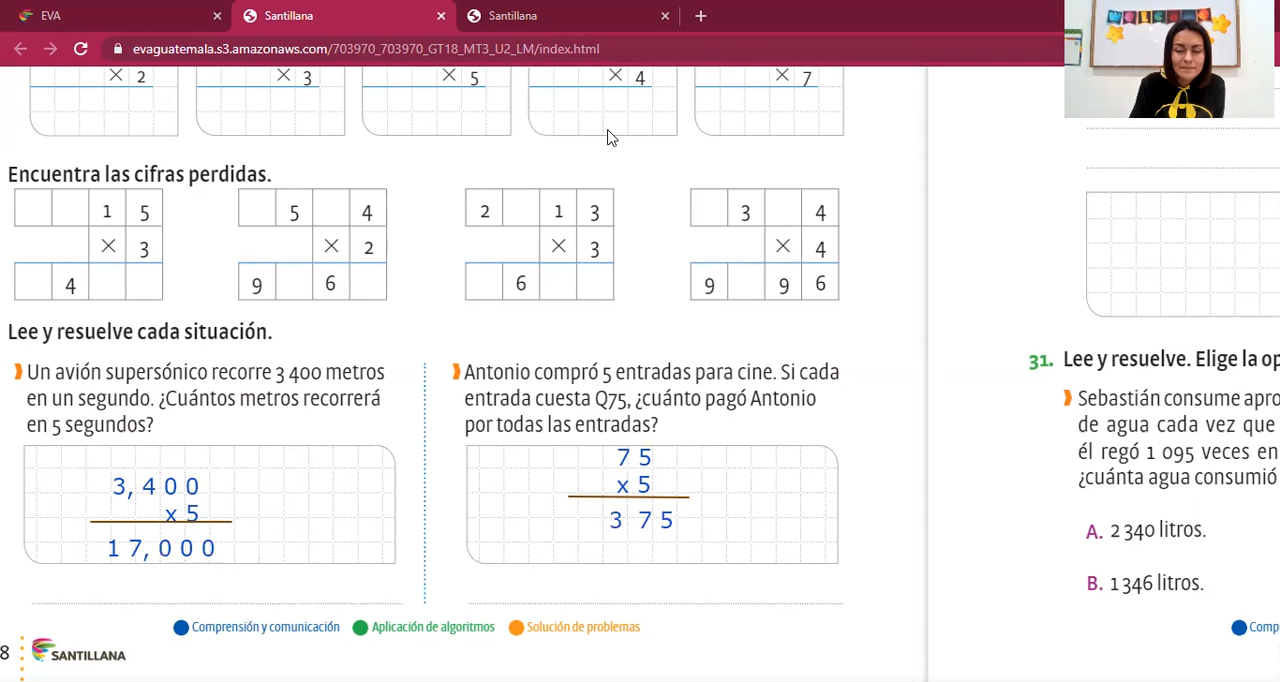 EVA
Santillana
Santillana
evaguatemala.s3.amazonaws.com/703970_703970_GT18_MT3_U2_LM/index.html
× 2
× 3
× 5
× 4
× 7
Encuentra las cifras perdidas.
1 5
× 3
4
5 4
× 2
9 6
2 1 3
× 3
6
3 4
× 4
9 9 6
Lee y resuelve cada situación.
Un avión supersónico recorre 3 400 metros
en un segundo. ¿Cuántos metros recorrerá
en 5 segundos?
3, 4 0 0
x 5
1 7, 0 0 0
Antonio compró 5 entradas para cine. Si cada
entrada cuesta Q75, ¿cuánto pagó Antonio
por todas las entradas?
7 5
x 5
3 7 5
Comprensión y comunicación
Aplicación de algoritmos
Solución de problemas
8
SANTILLANA
31. Lee y resuelve. Elige la op
Sebastián consume apro
de agua cada vez que
él regó 1 095 veces en
¿cuánta agua consumió
A. 2 340 litros.
B. 1 346 litros.
Comp